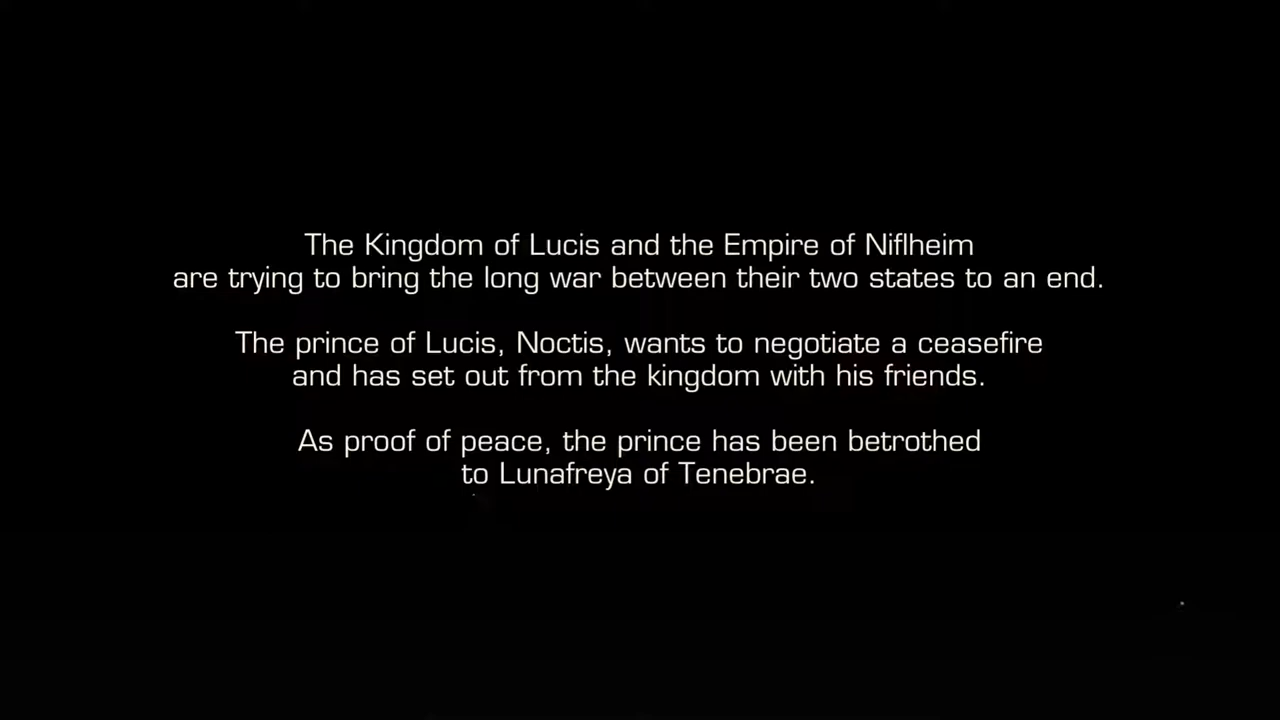 The Kingdom of Lucis and the Empire of Niflheim
are trying to bring the long war between their two states to an end.
The prince of Lucis, Noctis, wants to negotiate a ceasefire
and has set out from the kingdom with his friends.
As proof of peace, the prince has been betrothed
to Lunafreya of Tenebrae.